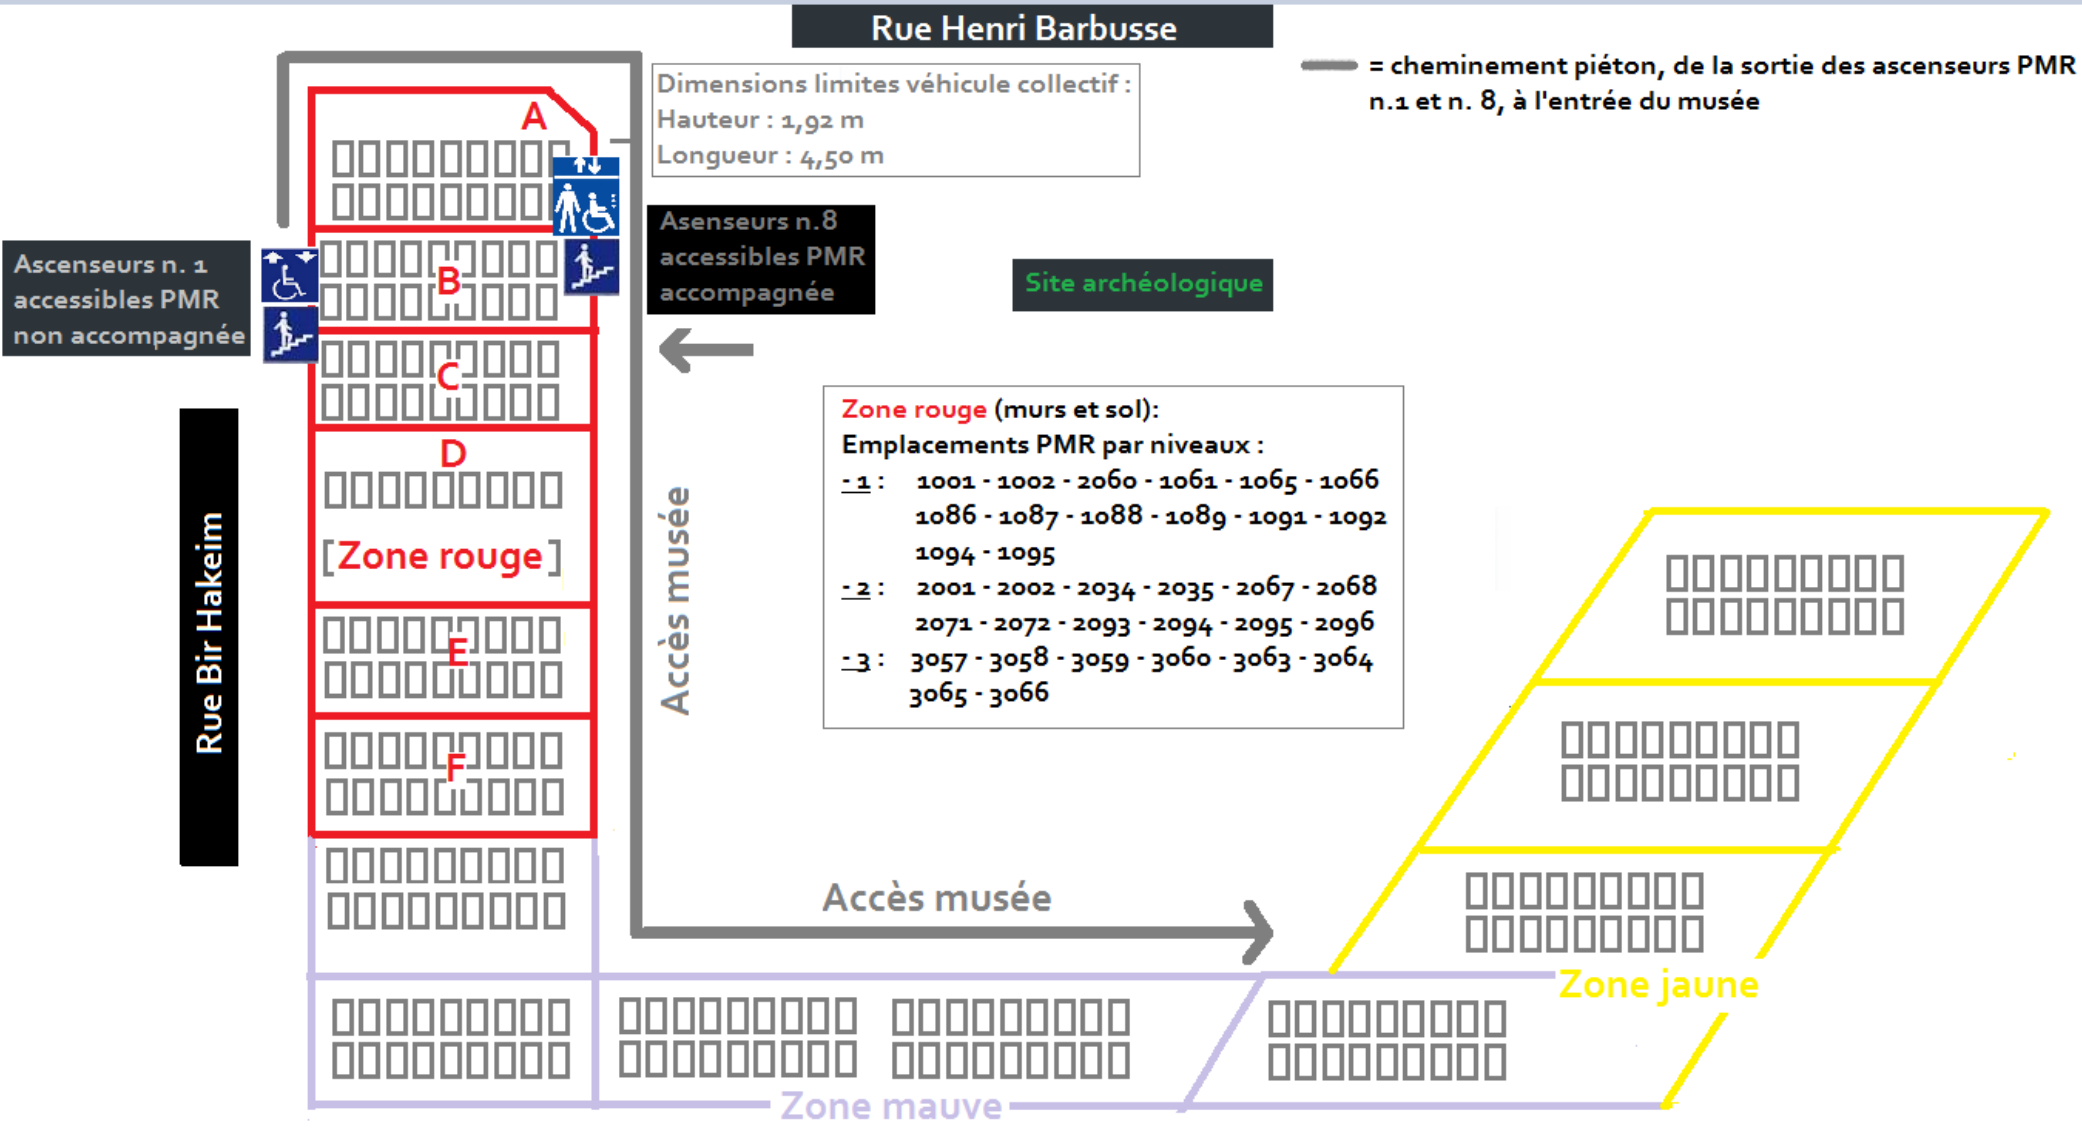 Rue Henri Barbusse
= cheminement piéton, de la sortie des ascenseurs PMR
n.1 et n. 8, à l'entrée du musée
Dimensions limites véhicule collectif :
Hauteur : 1,92 m
Longueur : 4,50 m
A
Asenseurs n.8
accessibles PMR
accompagnée
Ascenseurs n. 1
accessibles PMR
non accompagnée
B
Site archéologique
C
D
[Zone rouge]
E
F
Rue Bir Hakeim
Accès musée
Zone rouge (murs et sol):
Emplacements PMR par niveaux :
- 1 : 1001 - 1002 - 2060 - 1061 - 1065 - 1066
1086 - 1087 - 1088 - 1089 - 1091 - 1092
1094 - 1095
- 2 : 2001 - 2002 - 2034 - 2035 - 2067 - 2068
2071 - 2072 - 2093 - 2094 - 2095 - 2096
- 3 : 3057 - 3058 - 3059 - 3060 - 3063 - 3064
3065 - 3066
Accès musée
Zone jaune
Zone mauve